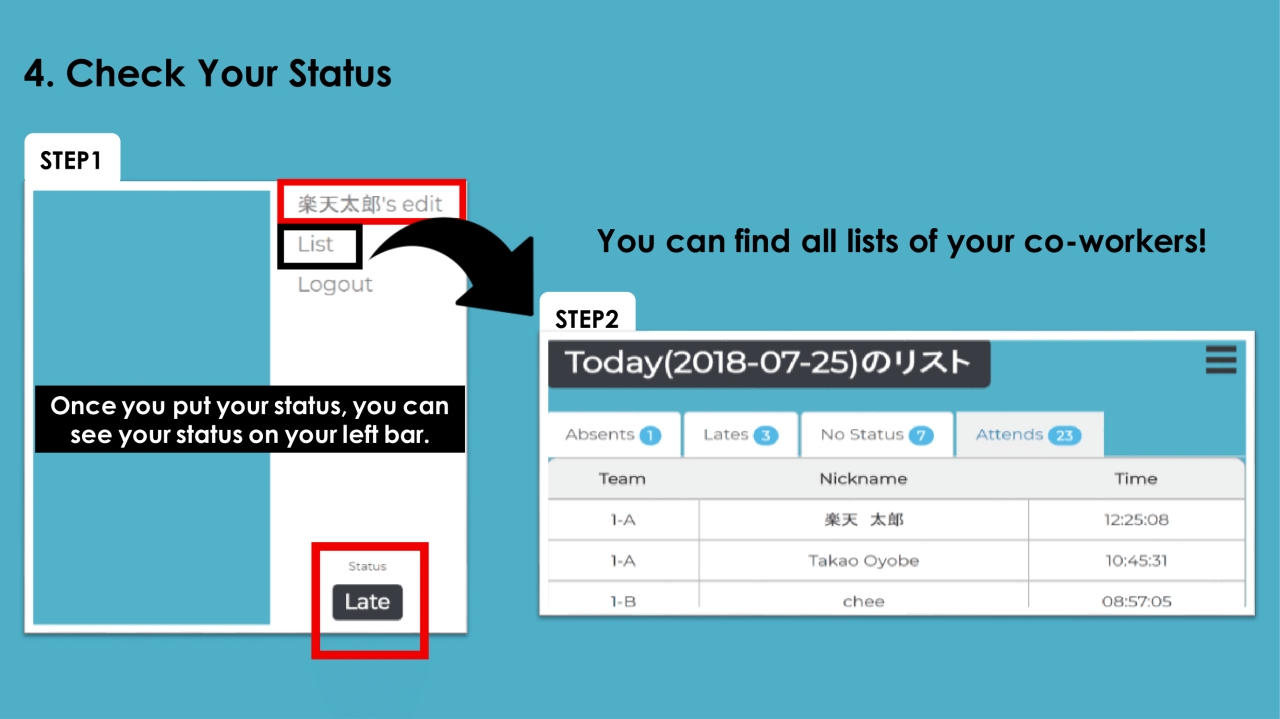 4. Check Your Status
STEP1
楽天太郎's edit
List
Logout
Once you put your status, you can
see your status on your left bar.
Status
Late
You can find all lists of your co-workers!
STEP2
Today(2018-07-25)のリスト
Absents 1 Lates 3 No Status 7 Attends 23
Team Nickname Time
1-A 楽天 太郎 12:25:08
1-A Takao Oyobe 10:45:31
1-B chee 08:57:05